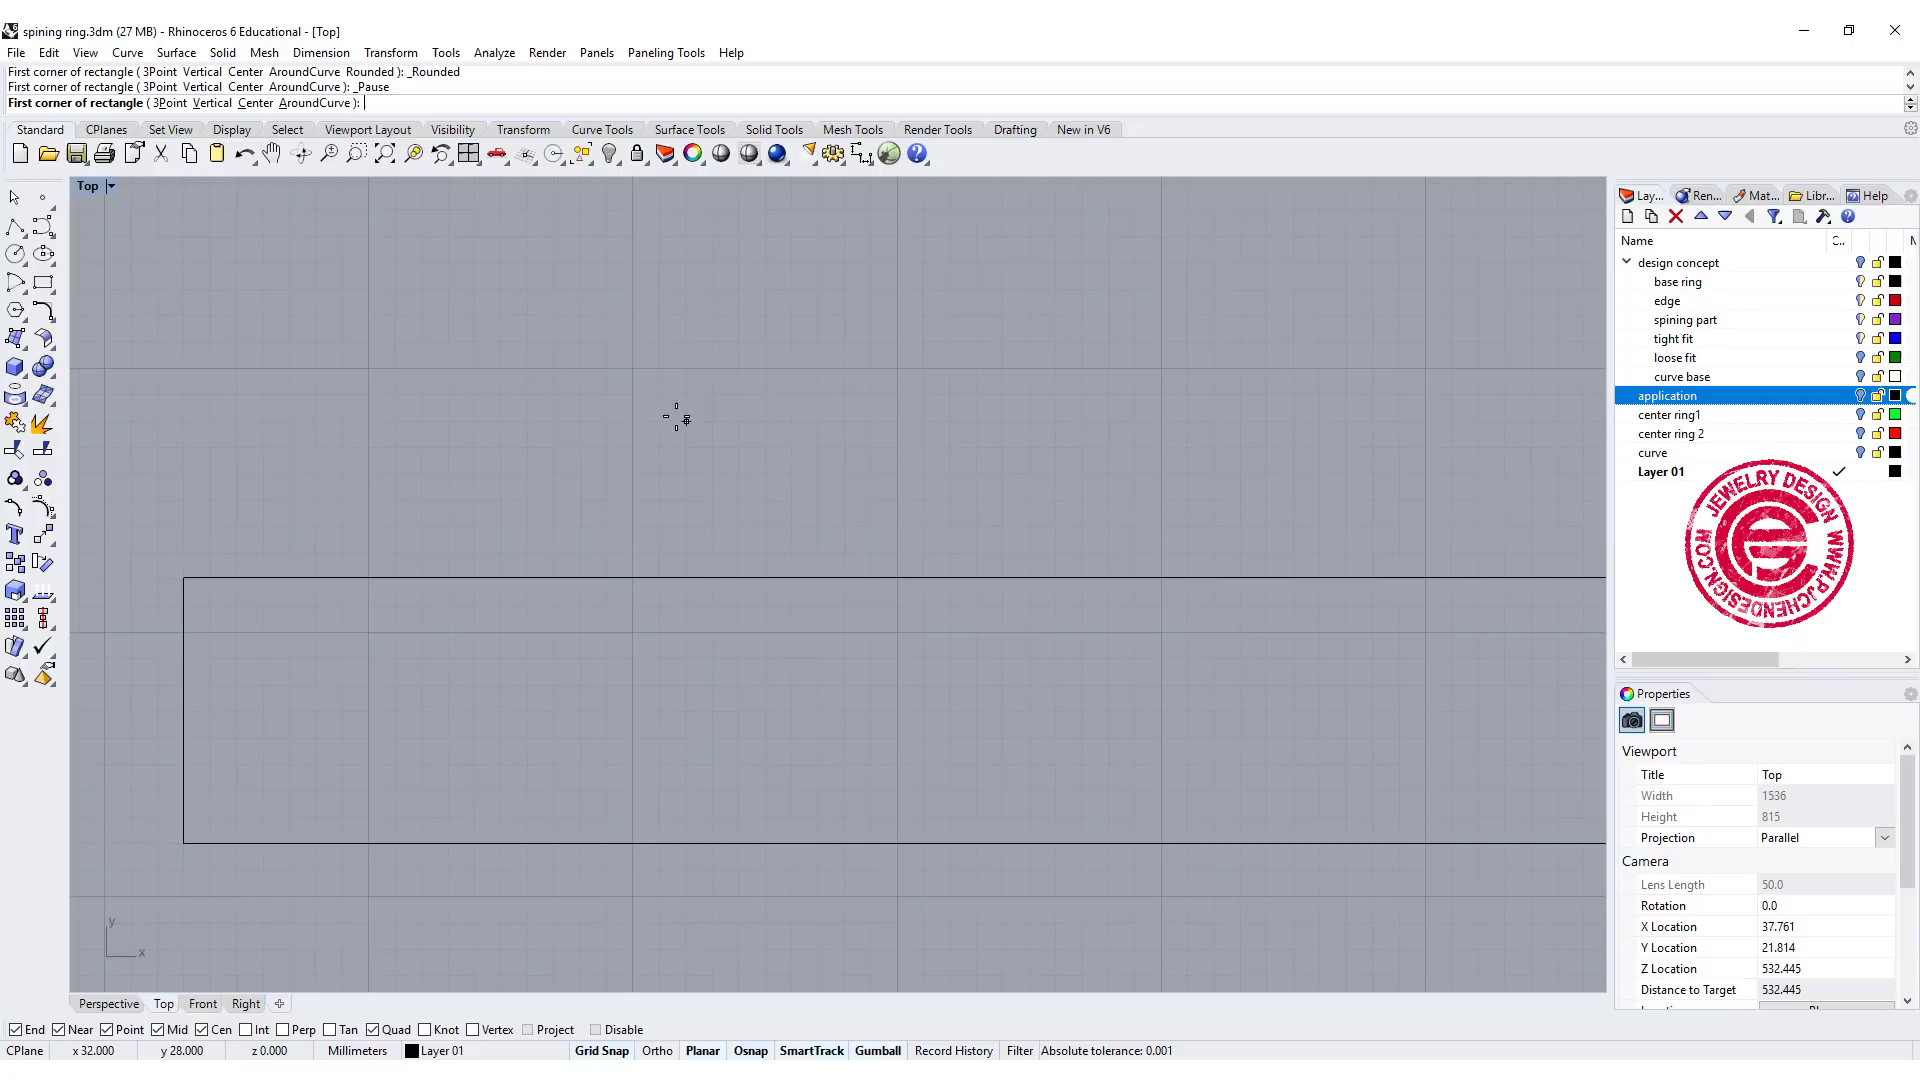 spining ring.3dm (27 MB) - Rhinoceros 6 Educational - [Top]
File Edit View Curve Surface Solid Mesh Dimension Transform Tools Analyze Render Panels Paneling Tools Help
First corner of rectangle ( 3Point Vertical Center AroundCurve Rounded ): _Rounded
First corner of rectangle ( 3Point Vertical Center AroundCurve ): _Pause
First corner of rectangle ( 3Point Vertical Center AroundCurve ):
Standard CPlanes Set View Display Select Viewport Layout Visibility Transform Curve Tools Surface Tools Solid Tools Mesh Tools Render Tools Drafting New in V6
Top
Lay... Ren... Mat... Libr... Help
Name C.. M
design concept
base ring
edge
spining part
tight fit
loose fit
curve base
application
center ring1
center ring 2
curve
Layer 01
JEWELRY DESIGN WWW.PJCHENDESIGN.COM
Properties
Viewport
Title Top
Width 1536
Height 815
Projection Parallel
Camera
Lens Length 50.0
Rotation 0.0
X Location 37.761
Y Location 21.814
Z Location 532.445
Distance to Target 532.445
y
x
Perspective Top Front Right
End Near Point Mid Cen Int Perp Tan Quad Knot Vertex Project Disable
CPlane x 32.000 y 28.000 z 0.000 Millimeters Layer 01 Grid Snap Ortho Planar Osnap SmartTrack Gumball Record History Filter Absolute tolerance: 0.001